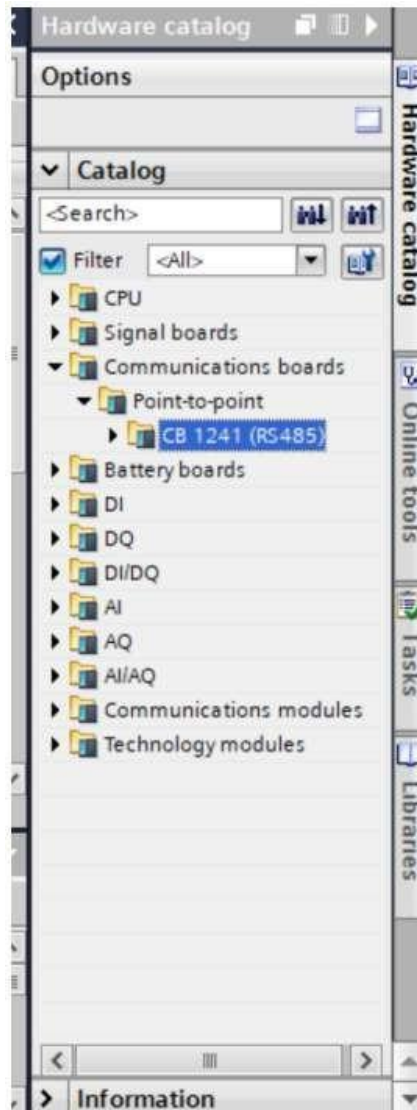 Hardware catalog
Options
Catalog
<Search>
Filter
<All>
CPU
Signal boards
Communications boards
Point-to-point
CB 1241 (RS485)
Battery boards
DI
DQ
DI/DQ
AI
AQ
AI/AQ
Communications modules
Technology modules
Information
Hardware catalog
Online tools
Tasks
Libraries